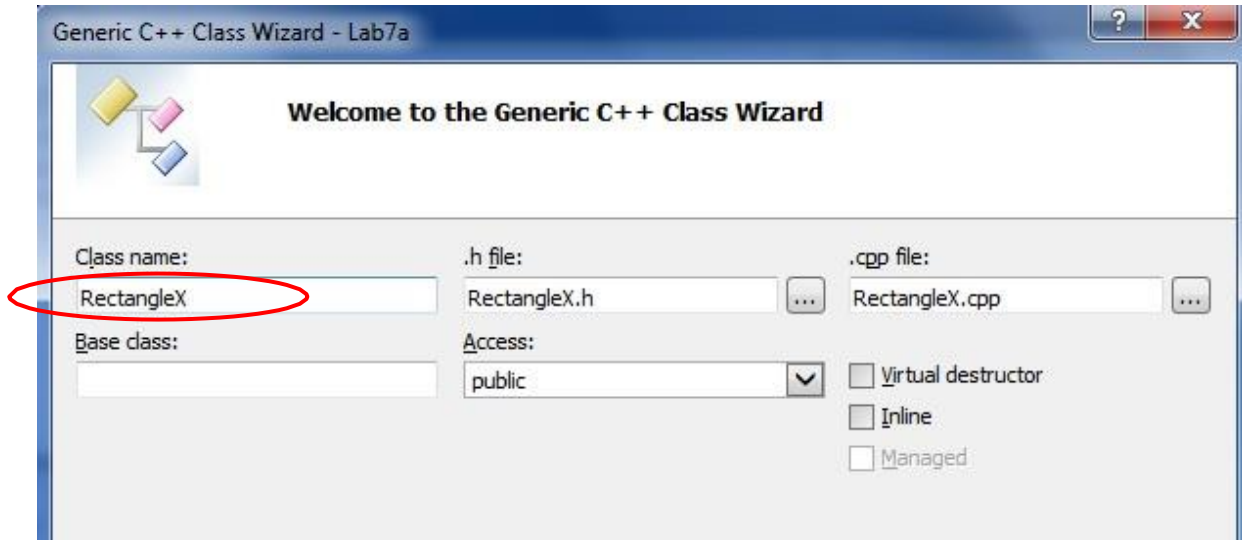 Generic C++ Class Wizard - Lab7a
? X
Welcome to the Generic C++ Class Wizard
Class name: .h file: .cpp file:
RectangleX RectangleX.h ... RectangleX.cpp ...
Base class: Access:
public
Virtual destructor
Inline
Managed